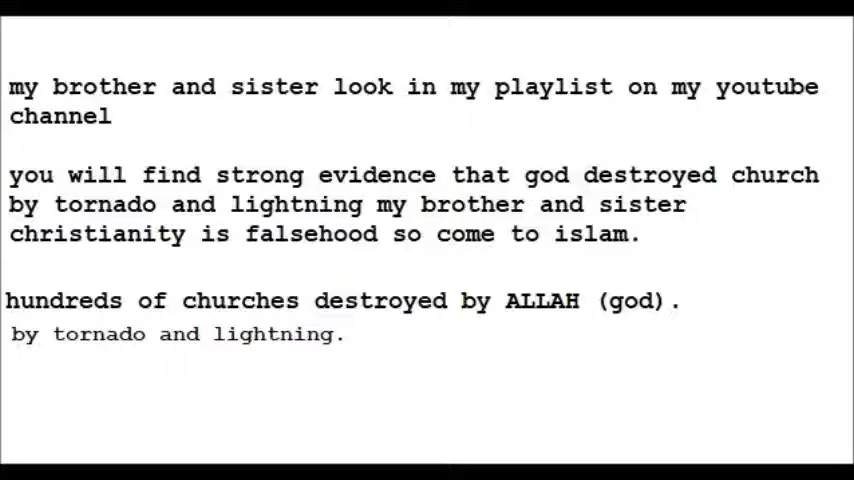 my brother and sister look in my playlist on my youtube
channel
you will find strong evidence that god destroyed church
by tornado and lightning my brother and sister
christianity is falsehood so come to islam.
hundreds of churches destroyed by ALLAH (god).
by tornado and lightning.